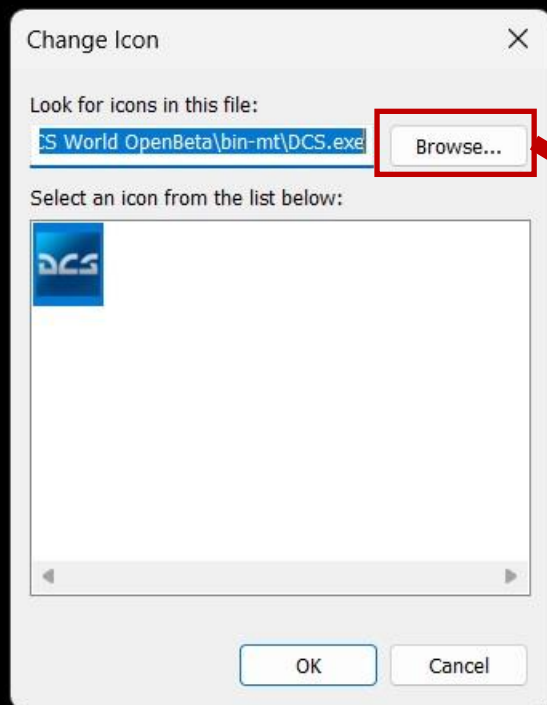 Change Icon
Look for icons in this file:
CS World OpenBeta\bin-mt\DCS.exe
Browse...
Select an icon from the list below:
DCS
OK
Cancel